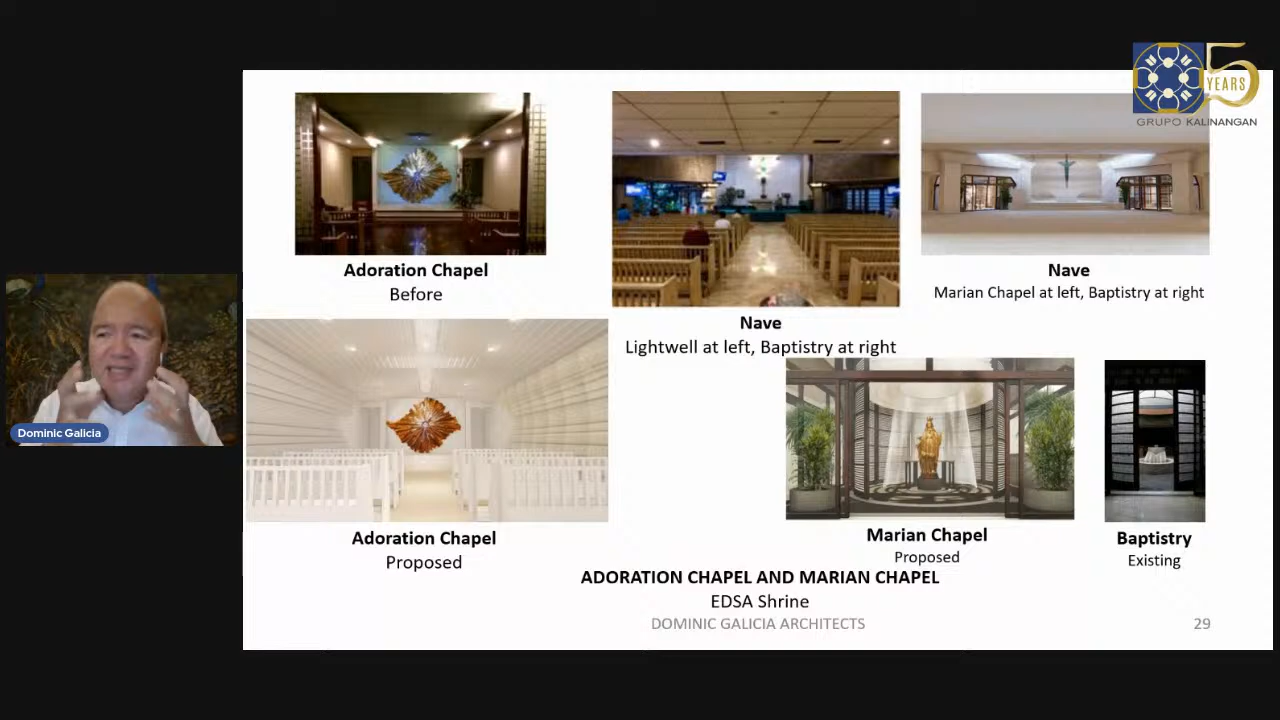 5
YEARS
GRUPO KALINANGAN
Adoration Chapel
Before
Nave
Lightwell at left, Baptistry at right
Nave
Marian Chapel at left, Baptistry at right
Dominic Galicia
Adoration Chapel
Proposed
Marian Chapel
Proposed
Baptistry
Existing
ADORATION CHAPEL AND MARIAN CHAPEL
EDSA Shrine
DOMINIC GALICIA ARCHITECTS
29